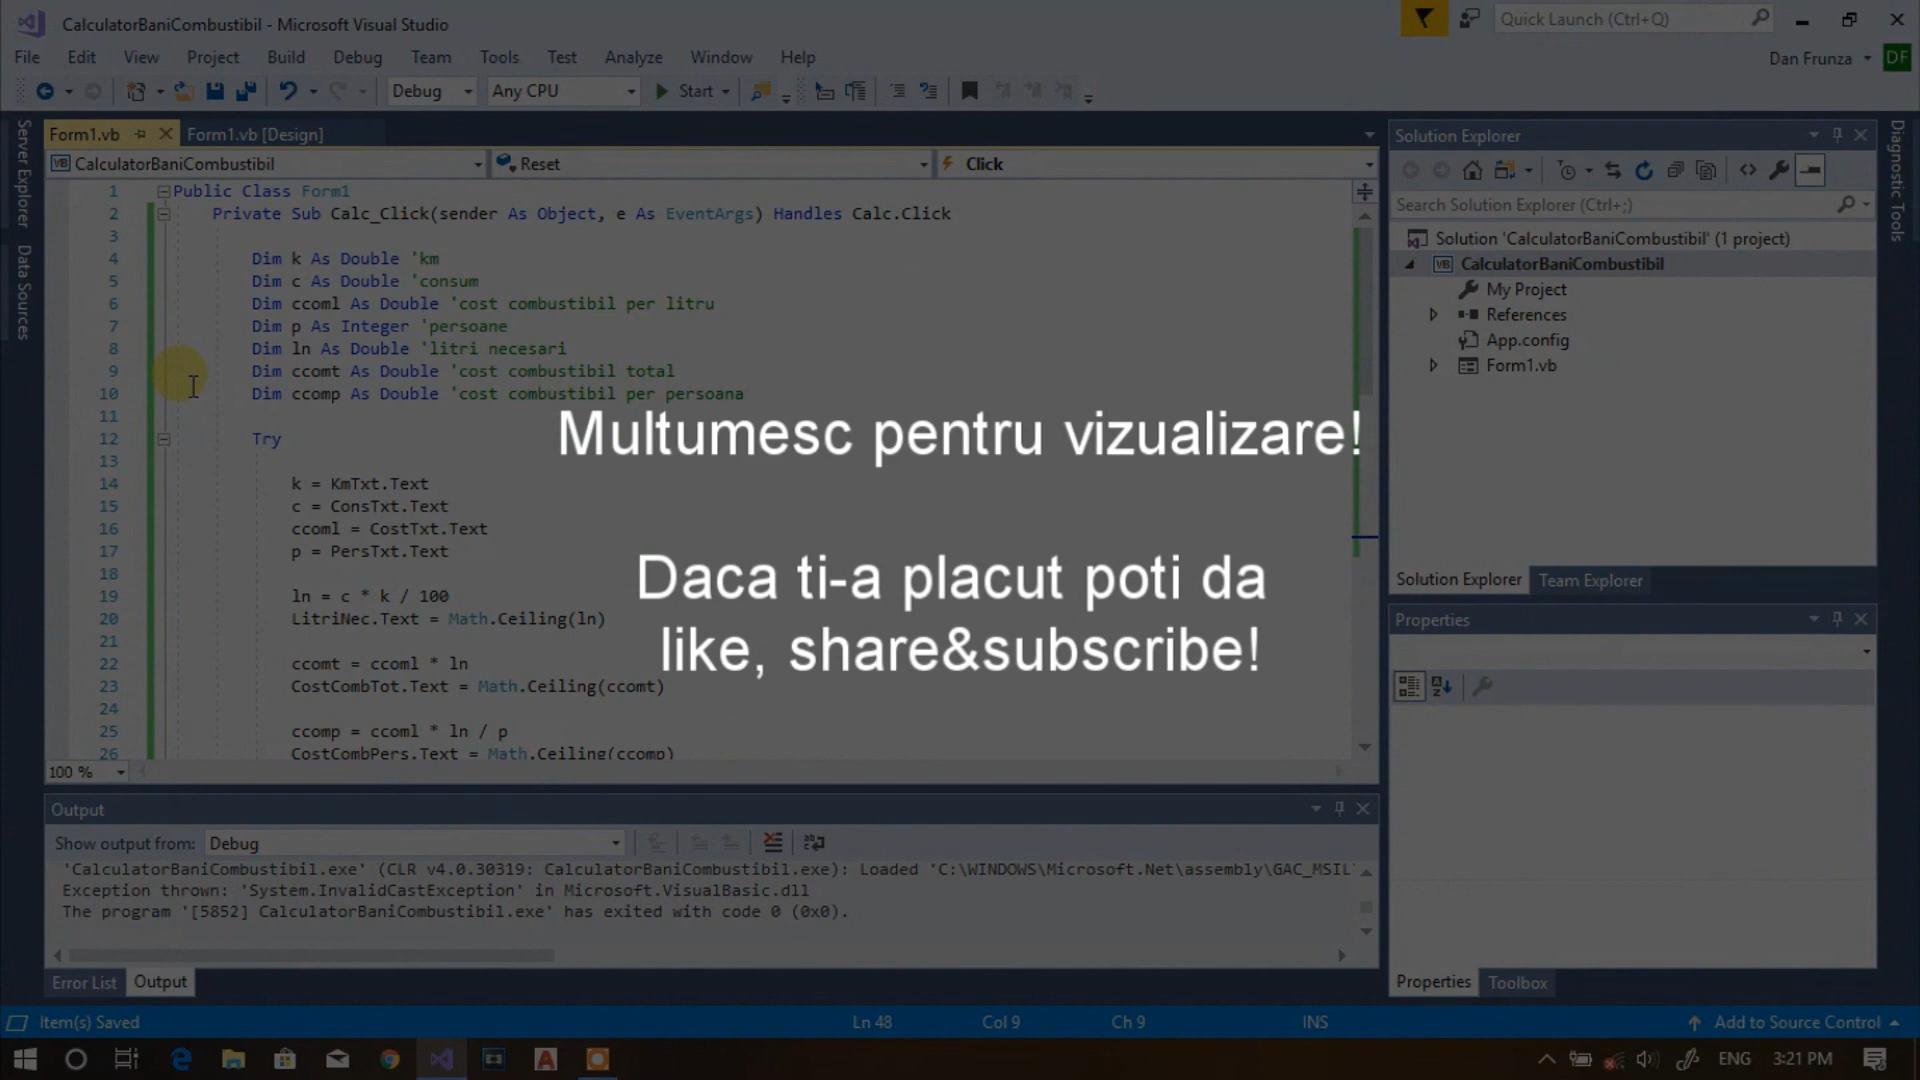 CalculatorBaniCombustibil - Microsoft Visual Studio
Quick Launch (Ctrl+Q)
File Edit View Project Build Debug Team Tools Test Analyze Window Help
Dan Frunza DF
Debug Any CPU Start
Server Explorer
Data Sources
Form1.vb Form1.vb [Design]
VB CalculatorBaniCombustibil Reset Click
1 Public Class Form1
2 Private Sub Calc_Click(sender As Object, e As EventArgs) Handles Calc.Click
3
4 Dim k As Double 'km
5 Dim c As Double 'consum
6 Dim ccoml As Double 'cost combustibil per litru
7 Dim p As Integer 'persoane
8 Dim ln As Double 'litri necesari
9 Dim ccomt As Double 'cost combustibil total
10 Dim ccomp As Double 'cost combustibil per persoana
11
12 Try
13
14 k = KmTxt.Text
15 c = ConsTxt.Text
16 ccoml = CostTxt.Text
17 p = PersTxt.Text
18
19 ln = c * k / 100
20 LitriNec.Text = Math.Ceiling(ln)
21
22 ccomt = ccoml * ln
23 CostCombTot.Text = Math.Ceiling(ccomt)
24
25 ccomp = ccoml * ln / p
26 CostCombPers.Text = Math.Ceiling(ccomp)
100 %
Multumesc pentru vizualizare!
Daca ti-a placut poti da
like, share&subscribe!
Solution Explorer
Search Solution Explorer (Ctrl+;)
Solution 'CalculatorBaniCombustibil' (1 project)
VB CalculatorBaniCombustibil
My Project
References
App.config
Form1.vb
Solution Explorer Team Explorer
Properties
Properties Toolbox
Diagnostic Tools
Output
Show output from: Debug
'CalculatorBaniCombustibil.exe' (CLR v4.0.30319: CalculatorBaniCombustibil.exe): Loaded 'C:\WINDOWS\Microsoft.Net\assembly\GAC_MSIL\
Exception thrown: 'System.InvalidCastException' in Microsoft.VisualBasic.dll
The program '[5852] CalculatorBaniCombustibil.exe' has exited with code 0 (0x0).
Error List Output
Item(s) Saved Ln 48 Col 9 Ch 9 INS Add to Source Control
ENG 3:21 PM